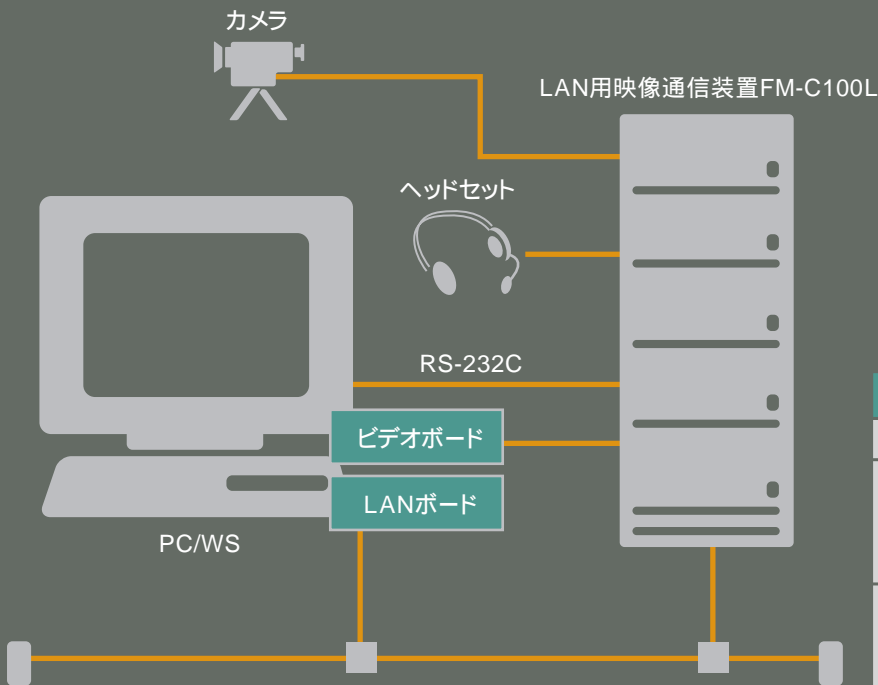 カメラ
LAN用映像通信装置FM-C100L
ヘッドセット
RS-232C
ビデオボード
LANボード
PC/WS